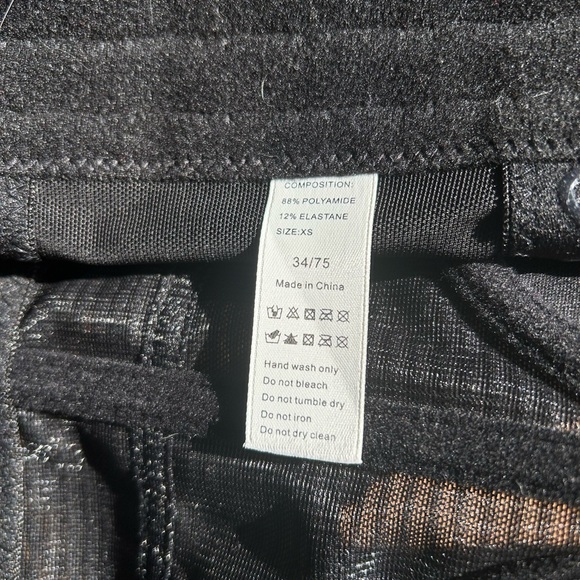 COMPOSITION:
88% POLYAMIDE
12% ELASTANE
SIZE:XS
34/75
Made in China
Hand wash only
Do not bleach
Do not tumble dry
Do not iron
Do not dry clean